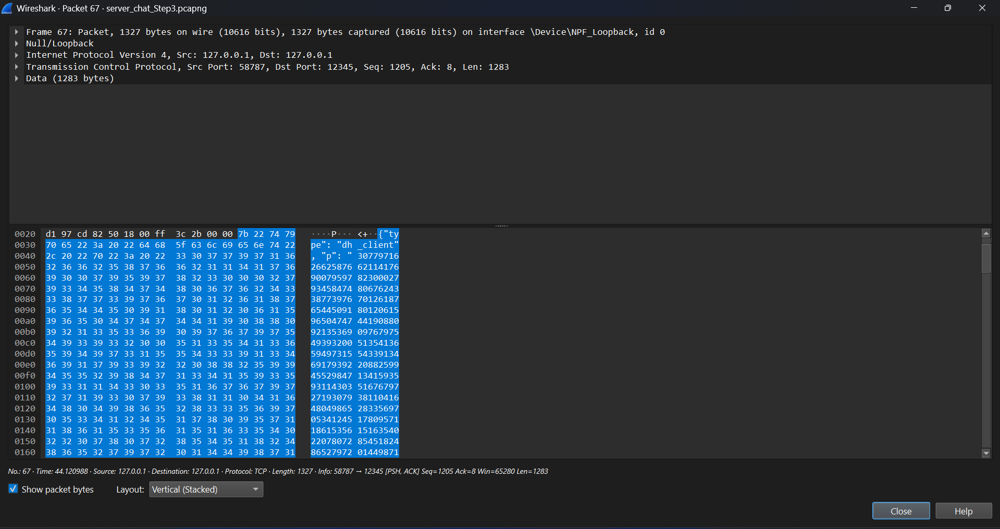 Wireshark · Packet 67 · server_chat_Step3.pcapng
Frame 67: Packet, 1327 bytes on wire (10616 bits), 1327 bytes captured (10616 bits) on interface \Device\NPF_Loopback, id 0
Null/Loopback
Internet Protocol Version 4, Src: 127.0.0.1, Dst: 127.0.0.1
Transmission Control Protocol, Src Port: 58787, Dst Port: 12345, Seq: 1205, Ack: 8, Len: 1283
Data (1283 bytes)
0020 d1 97 cd 82 50 18 00 ff 3c 2b 00 00 7b 22 74 79 ····P··· <+··{"ty
0030 70 65 22 3a 20 22 64 68 5f 63 6c 69 65 6e 74 22 pe": "dh _client"
0040 2c 20 22 70 22 3a 20 22 33 30 37 37 39 37 31 36 , "p": " 30779716
0050 32 36 36 32 35 38 37 36 36 32 31 31 34 31 37 36 26625876 62114176
0060 39 30 30 37 39 35 39 37 38 32 33 30 30 30 32 37 90079597 82300027
0070 39 33 34 35 38 34 37 34 38 30 36 37 36 32 34 33 93458474 80676243
0080 33 38 37 37 33 39 37 36 37 30 31 32 36 31 38 37 38773976 70126187
0090 36 35 34 34 35 30 39 31 38 30 31 32 30 36 31 35 65445091 80120615
00a0 39 36 35 30 34 37 34 37 34 34 31 39 30 38 38 30 96504747 44190880
00b0 39 32 31 33 35 33 36 39 30 39 37 36 37 39 37 35 92135369 09767975
00c0 34 39 33 39 33 32 30 30 35 31 33 35 34 31 33 36 49393200 51354136
00d0 35 39 34 39 37 33 31 35 35 34 33 33 39 31 33 34 59497315 54339134
00e0 36 39 31 37 39 33 39 32 32 30 38 38 32 35 39 39 69179392 20882599
00f0 34 35 35 32 39 38 34 37 31 33 34 31 35 39 33 35 45529847 13415935
0100 39 33 31 31 34 33 30 33 35 31 36 37 36 37 39 37 93114303 51676797
0110 32 37 31 39 33 30 37 39 33 38 31 31 30 34 31 36 27193079 38110416
0120 34 38 30 34 39 38 36 35 32 38 33 33 35 36 39 37 48049865 28335697
0130 30 35 33 34 31 32 34 35 31 37 38 30 39 35 37 31 05341245 17809571
0140 31 38 36 31 35 33 35 36 31 35 31 36 33 35 34 30 18615356 15163540
0150 32 32 30 37 38 30 37 32 38 35 34 35 31 38 32 34 22078072 85451824
0160 38 36 35 32 37 39 37 32 30 31 34 34 39 38 37 31 86527972 01449871
No.: 67 · Time: 44.120988 · Source: 127.0.0.1 · Destination: 127.0.0.1 · Protocol: TCP · Length: 1327 · Info: 58787 → 12345 [PSH, ACK] Seq=1205 Ack=8 Win=65280 Len=1283
Show packet bytes Layout: Vertical (Stacked)
Close Help